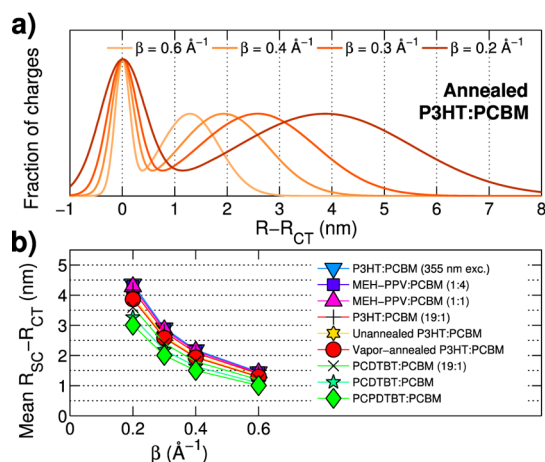 a)
β = 0.6 Å⁻¹ β = 0.4 Å⁻¹ β = 0.3 Å⁻¹ β = 0.2 Å⁻¹
Annealed
P3HT:PCBM
Fraction of charges
-1 0 1 2 3 4 5 6 7 8
R−R_CT (nm)
b)
Mean R_SC−R_CT (nm)
5
4
3
2
1
0
P3HT:PCBM (355 nm exc.)
MEH−PPV:PCBM (1:4)
MEH−PPV:PCBM (1:1)
P3HT:PCBM (19:1)
Unannealed P3HT:PCBM
Vapor−annealed P3HT:PCBM
PCDTBT:PCBM (19:1)
PCDTBT:PCBM
PCPDTBT:PCBM
0 0.2 0.4 0.6
β (Å⁻¹)